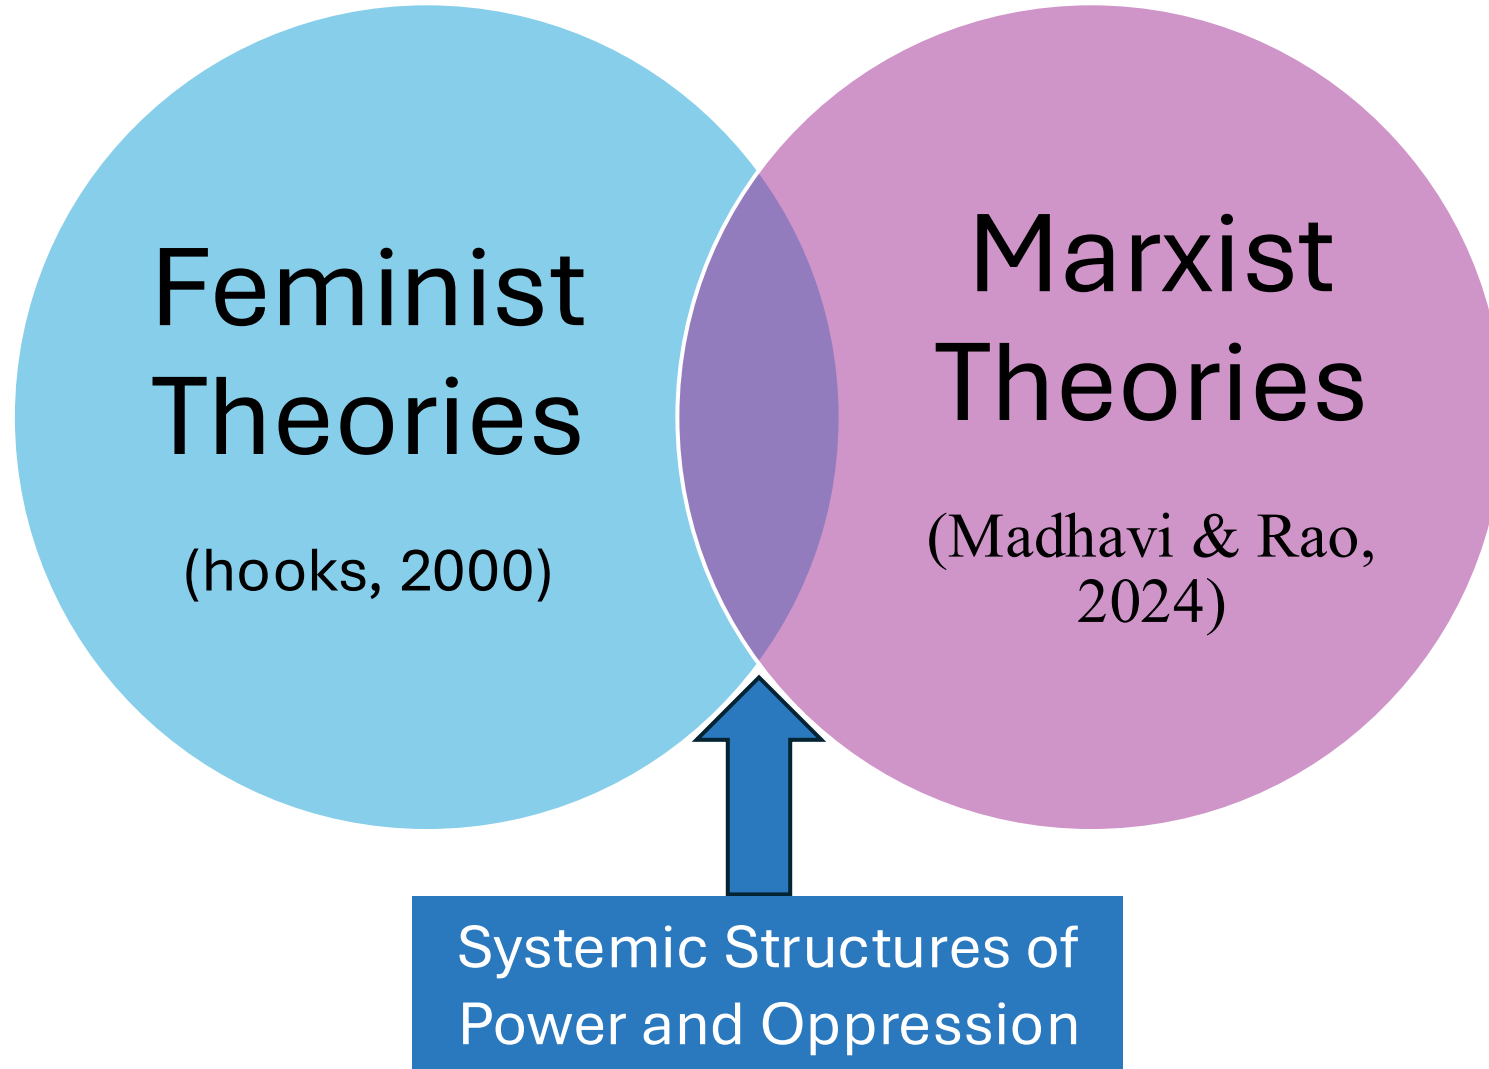 Feminist
Theories
(hooks, 2000)
Marxist
Theories
(Madhavi & Rao,
2024)
Systemic Structures of
Power and Oppression